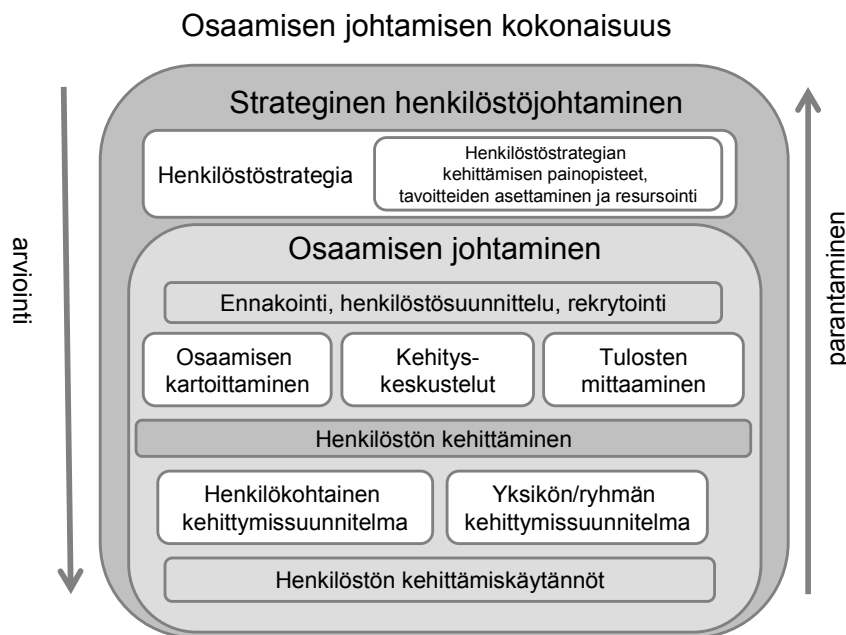 Osaamisen johtamisen kokonaisuus
Strateginen henkilöstöjohtaminen
Henkilöstöstrategia
Henkilöstöstrategian
kehittämisen painopisteet,
tavoitteiden asettaminen ja resursointi
arviointi
parantaminen
Osaamisen johtaminen
Ennakointi, henkilöstösuunnittelu, rekrytointi
Osaamisen
kartoittaminen
Kehitys-
keskustelut
Tulosten
mittaaminen
Henkilöstön kehittäminen
Henkilökohtainen
kehittymissuunnitelma
Yksikön/ryhmän
kehittymissuunnitelma
Henkilöstön kehittämiskäytännöt